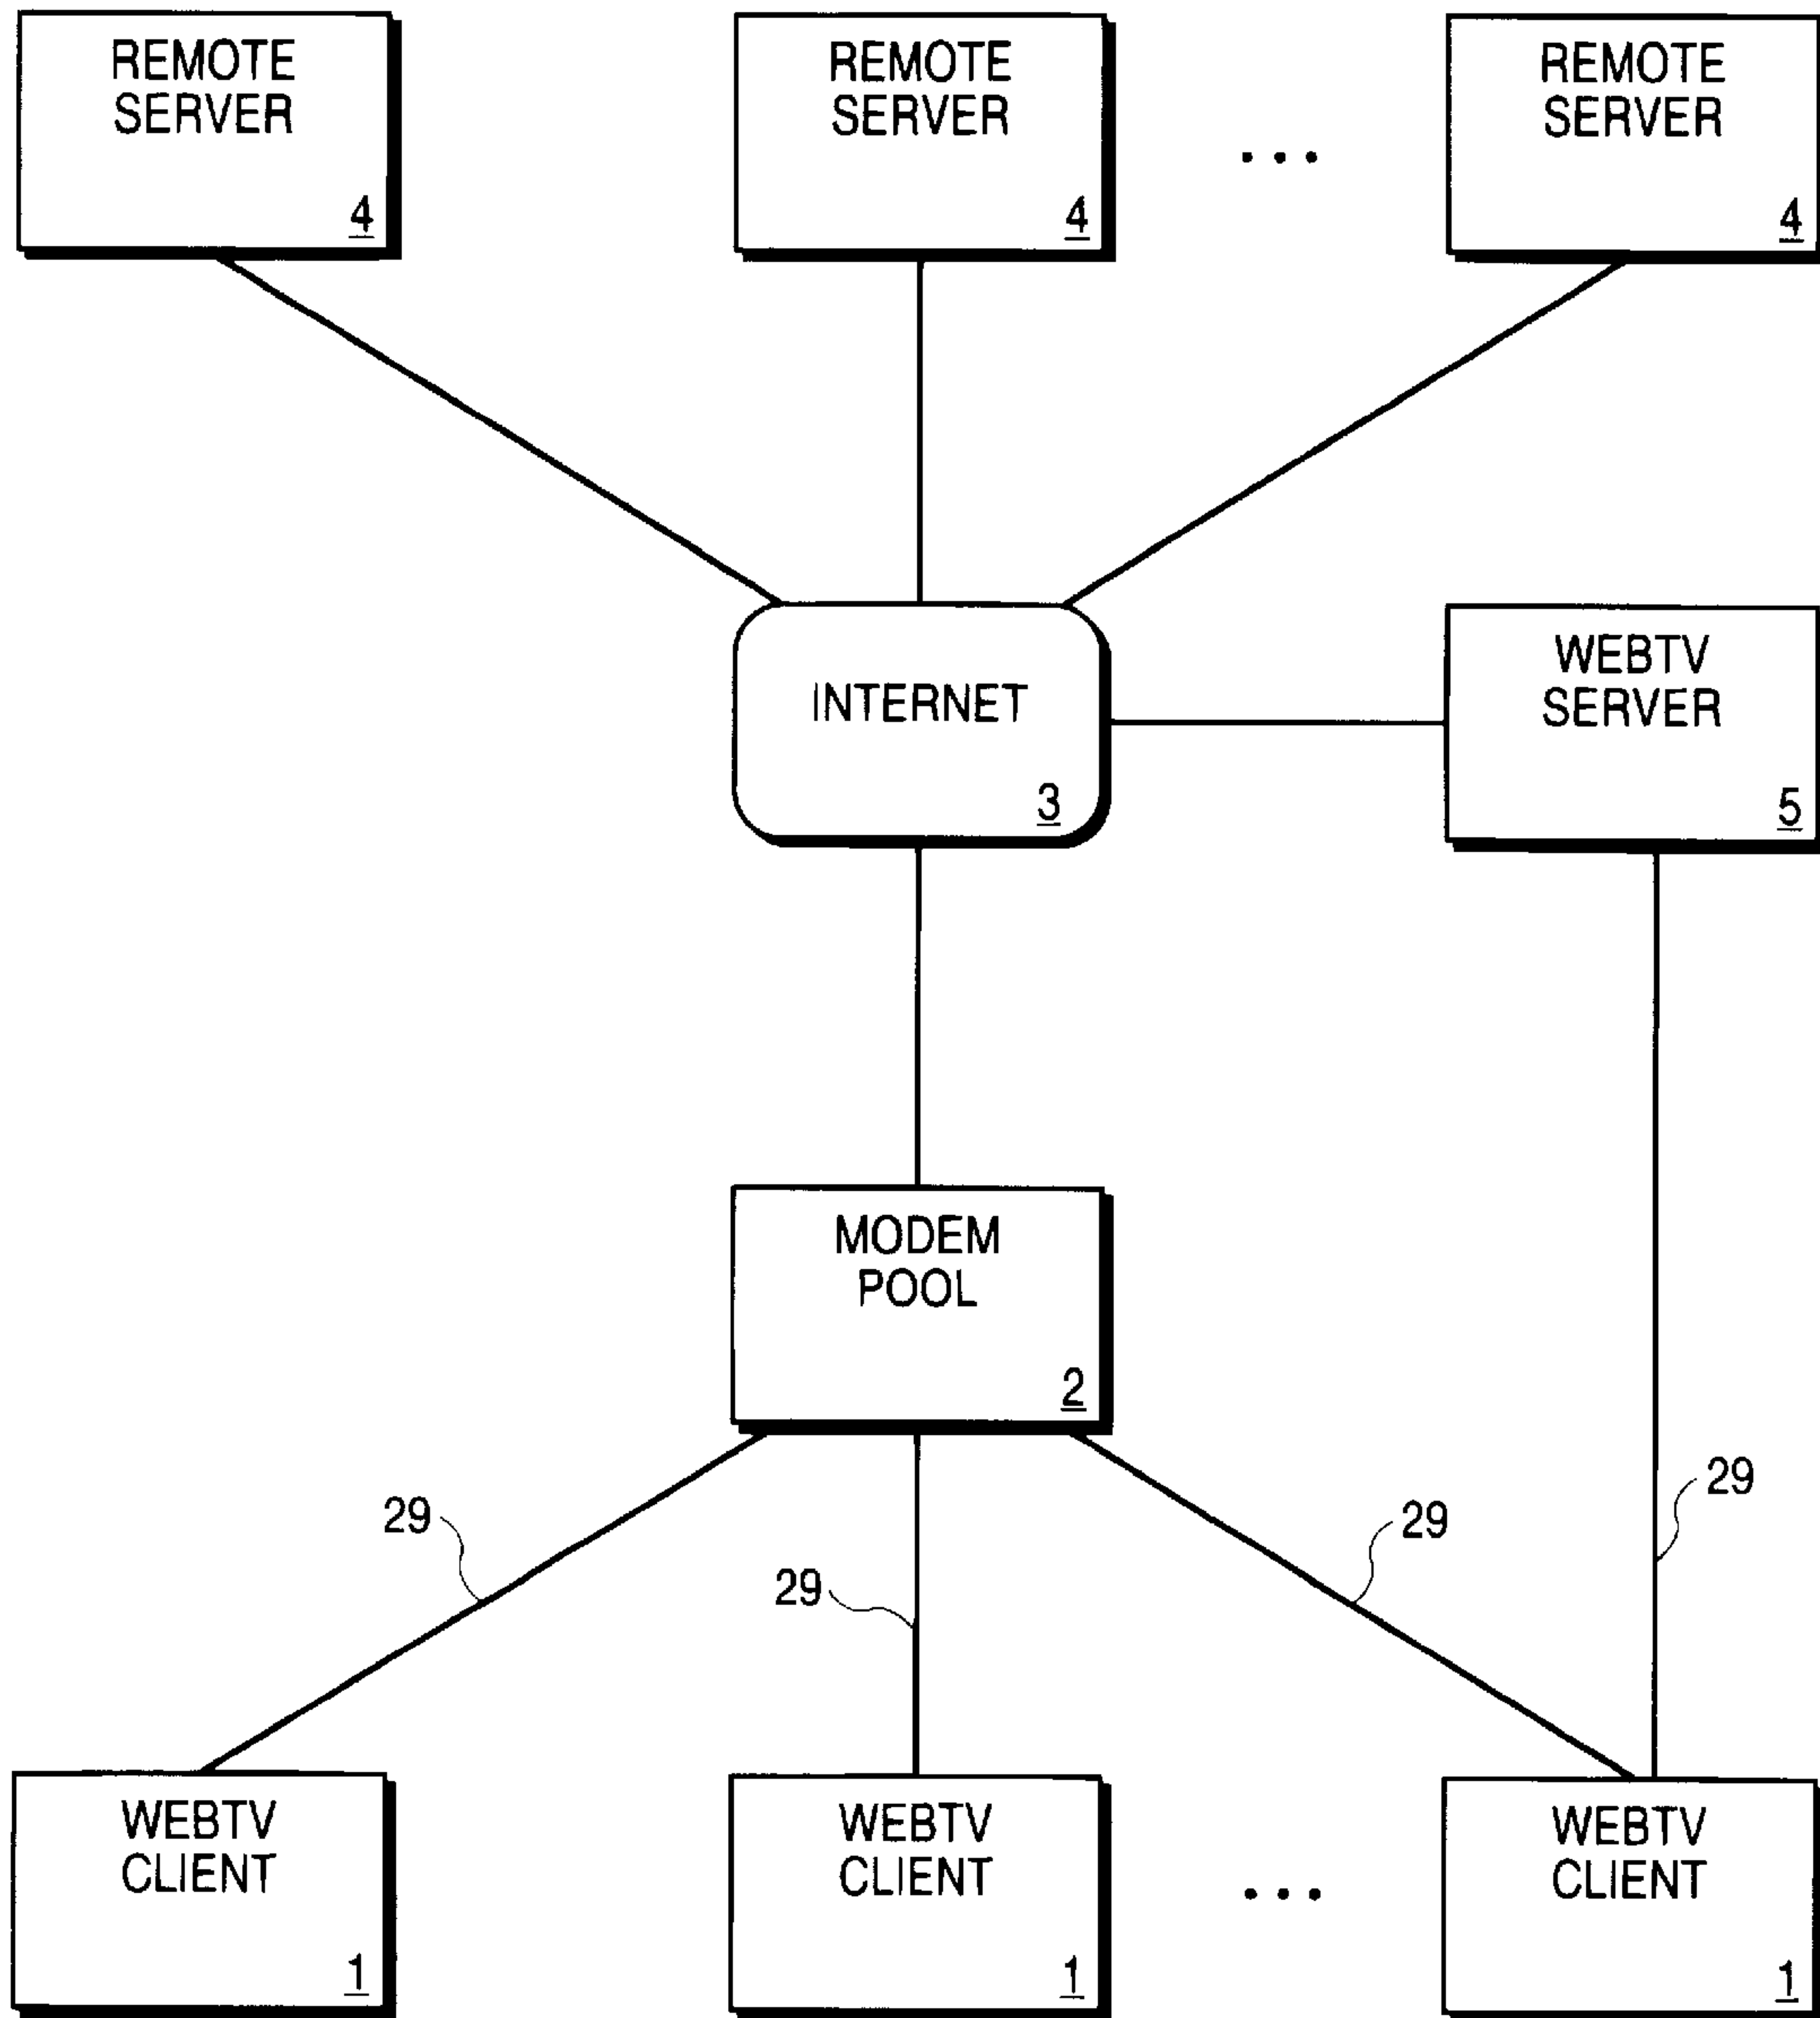 REMOTE
SERVER
4
REMOTE
SERVER
4
...
REMOTE
SERVER
4
INTERNET
3
WEBTV
SERVER
5
MODEM
POOL
2
29
29
29
29
WEBTV
CLIENT
1
WEBTV
CLIENT
1
...
WEBTV
CLIENT
1